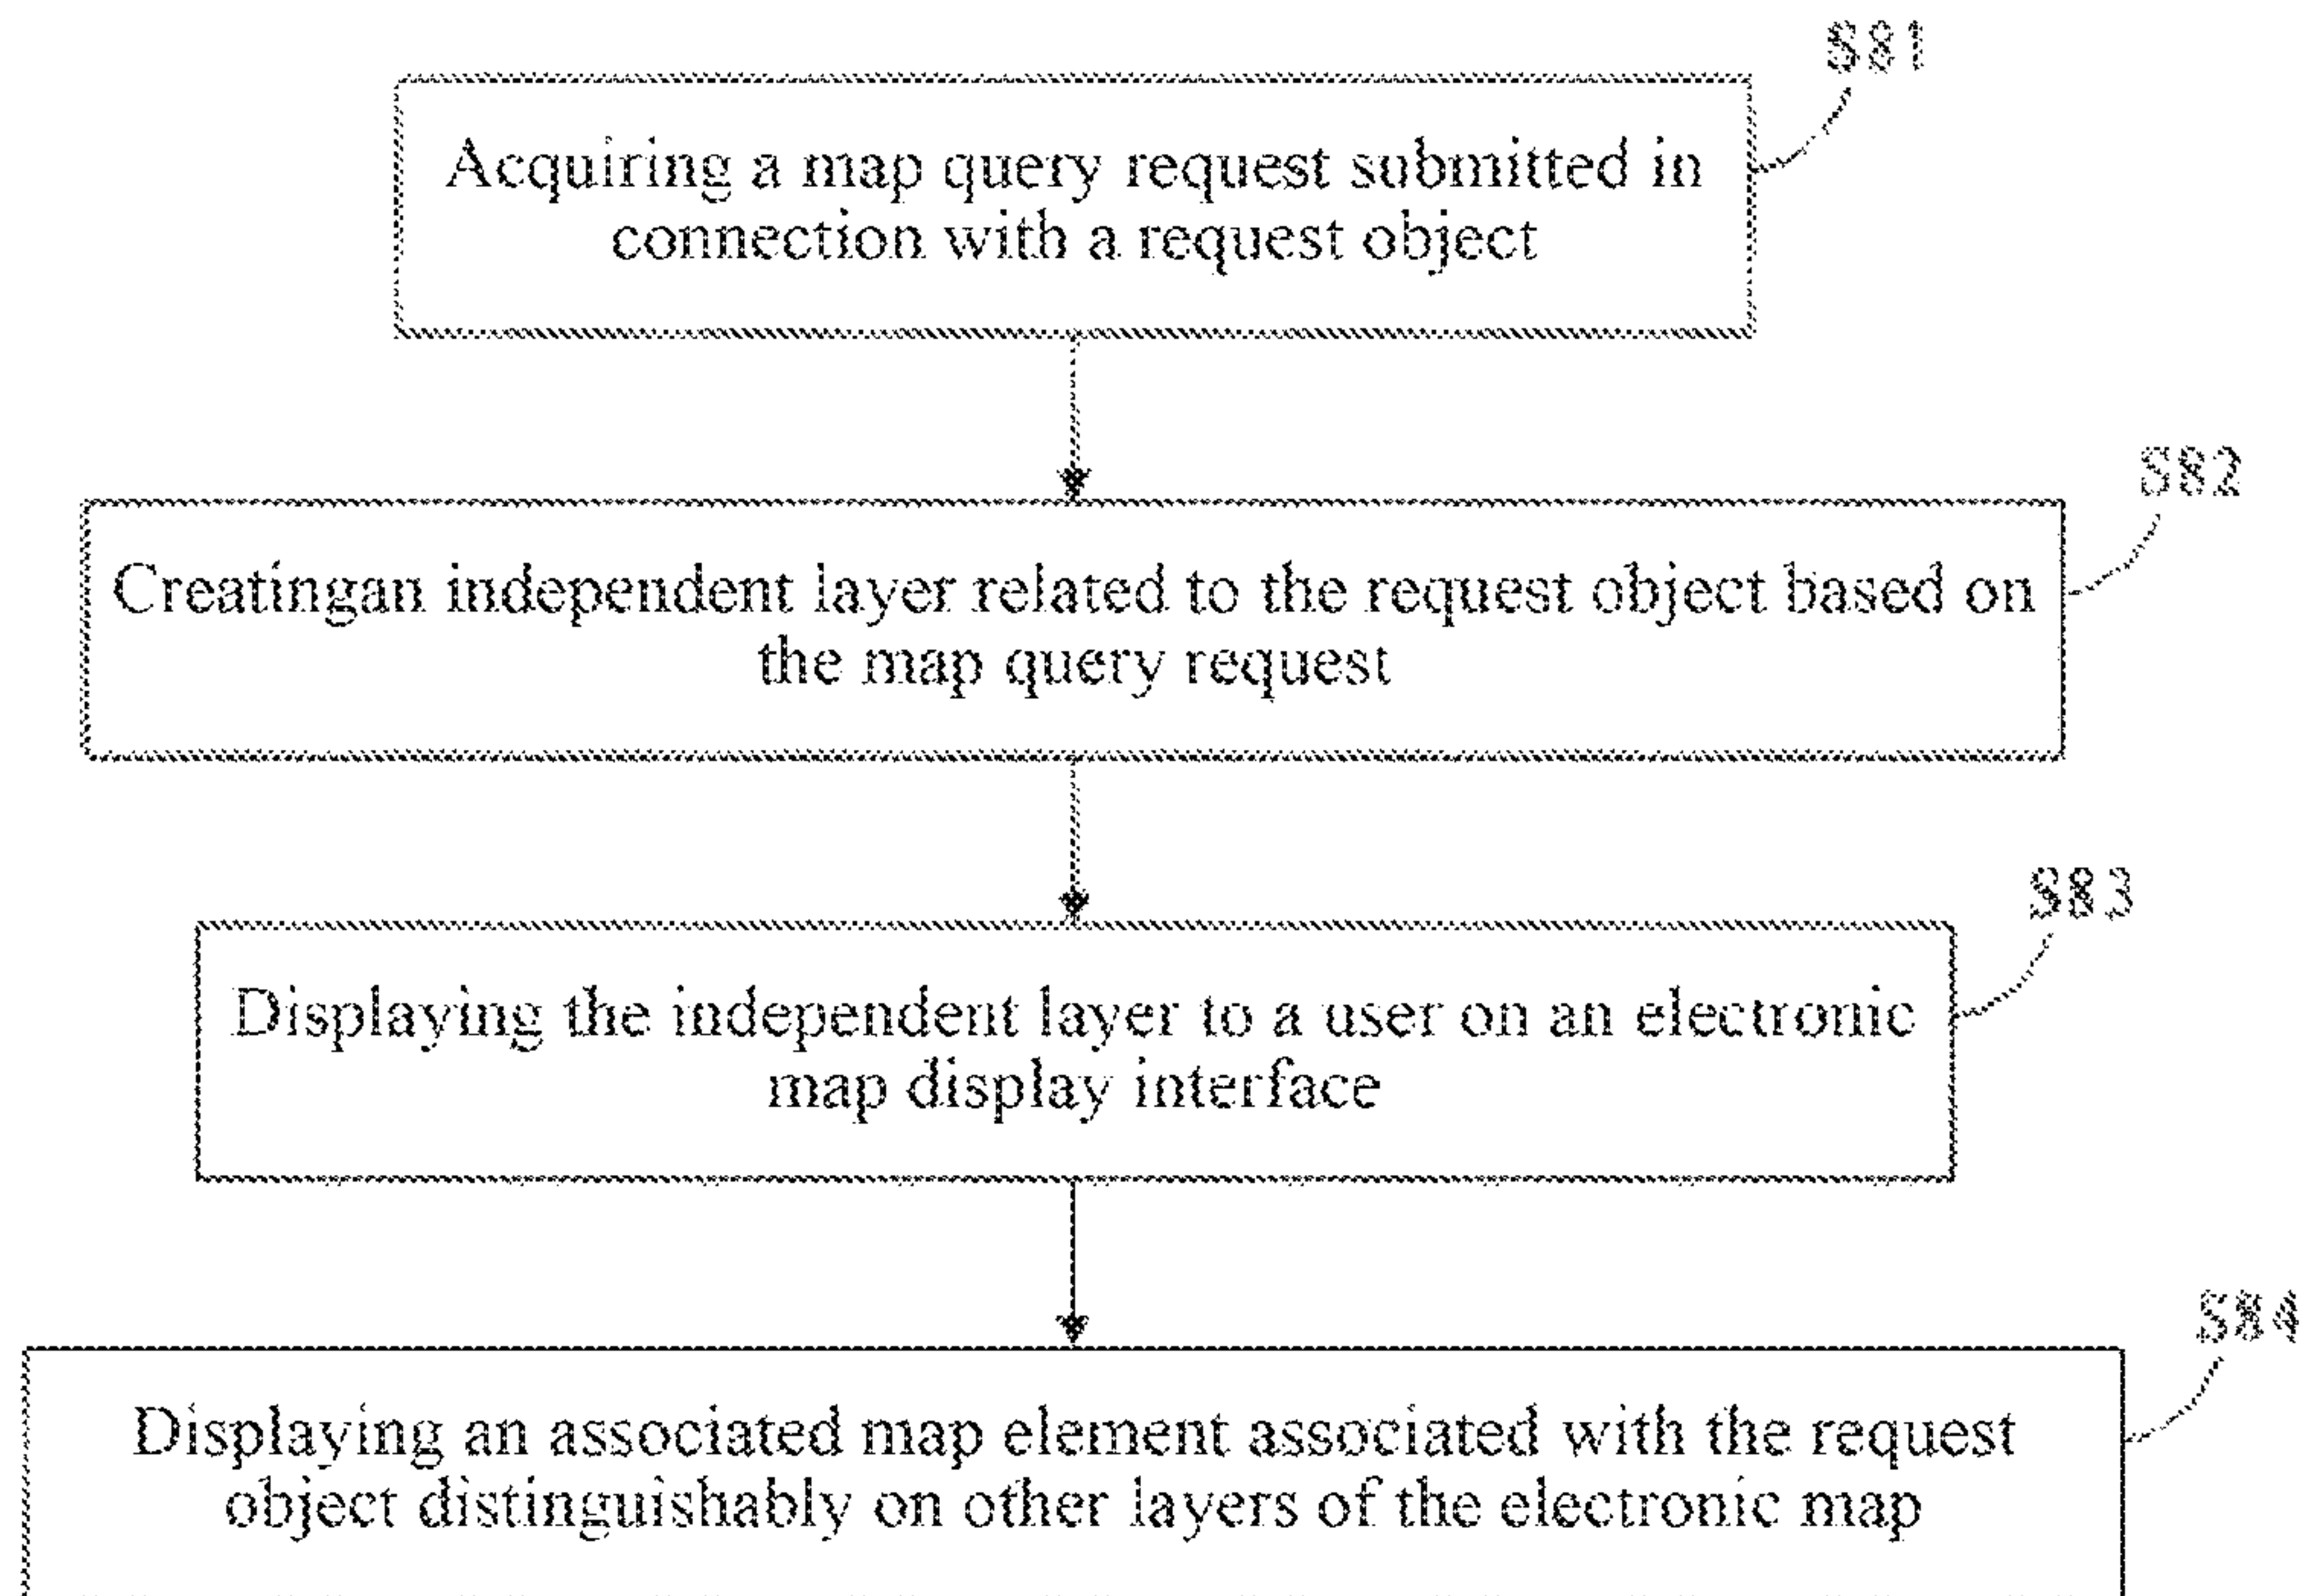 S81
Acquiring a map query request submitted in
connection with a request object
S82
Creatingan independent layer related to the request object based on
the map query request
S83
Displaying the independent layer to a user on an electronic
map display interface
S84
Displaying an associated map element associated with the request
object distinguishably on other layers of the electronic map